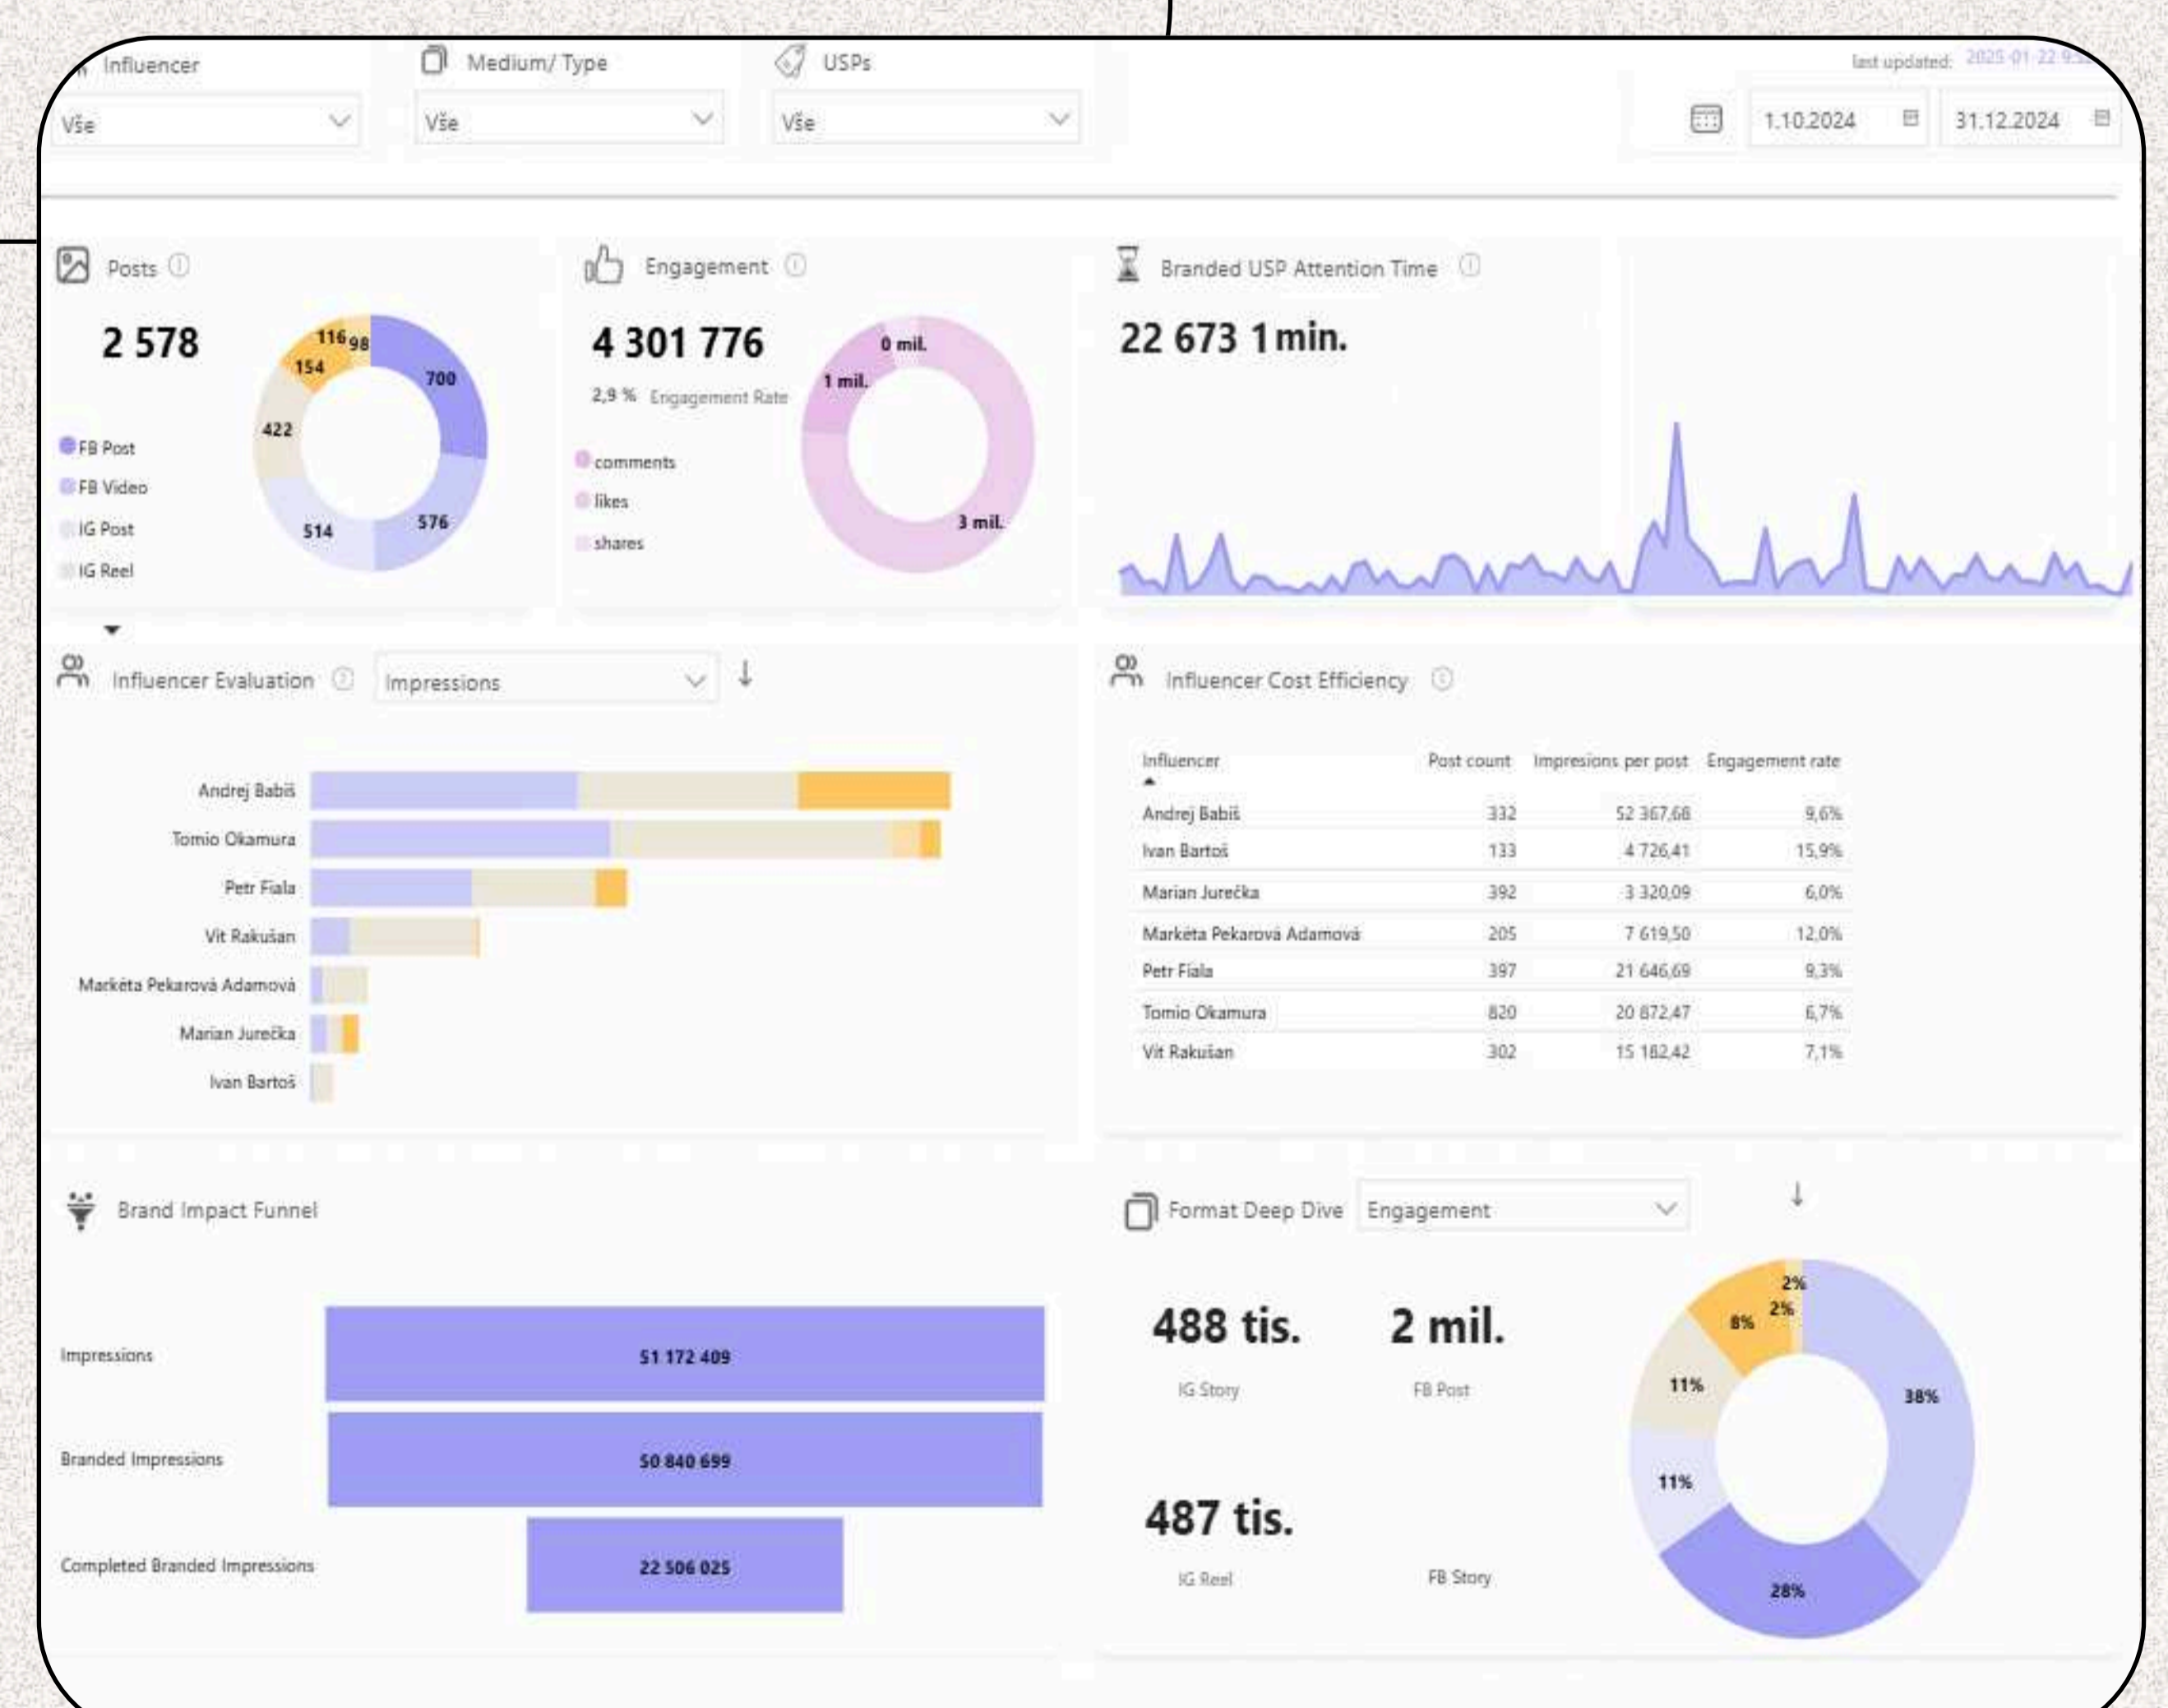 Influencer
Medium/ Type
USPs
last updated: 2025-01-22
Vše
Vše
Vše
1.10.2024
31.12.2024
Posts
2 578
116
98
154
700
422
514
576
FB Post
FB Video
IG Post
IG Reel
Engagement
4 301 776
2,9 % Engagement Rate
0 mil.
1 mil.
3 mil.
comments
likes
shares
Branded USP Attention Time
22 673 1min.
Influencer Evaluation
Impressions
Andrej Babiš
Tomio Okamura
Petr Fiala
Vít Rakušan
Markéta Pekarová Adamová
Marian Jurečka
Ivan Bartoš
Influencer Cost Efficiency
Influencer Post count Impresions per post Engagement rate
Andrej Babiš 332 52 367,68 9,6%
Ivan Bartoš 133 4 726,41 15,9%
Marian Jurečka 392 3 320,09 6,0%
Markéta Pekarová Adamová 205 7 619,50 12,0%
Petr Fiala 397 21 646,69 9,3%
Tomio Okamura 820 20 872,47 6,7%
Vít Rakušan 302 15 182,42 7,1%
Brand Impact Funnel
Impressions 51 172 409
Branded Impressions 50 840 699
Completed Branded Impressions 22 506 025
Format Deep Dive
Engagement
488 tis.
IG Story
2 mil.
FB Post
487 tis.
IG Reel
FB Story
2%
2%
8%
11%
38%
11%
28%